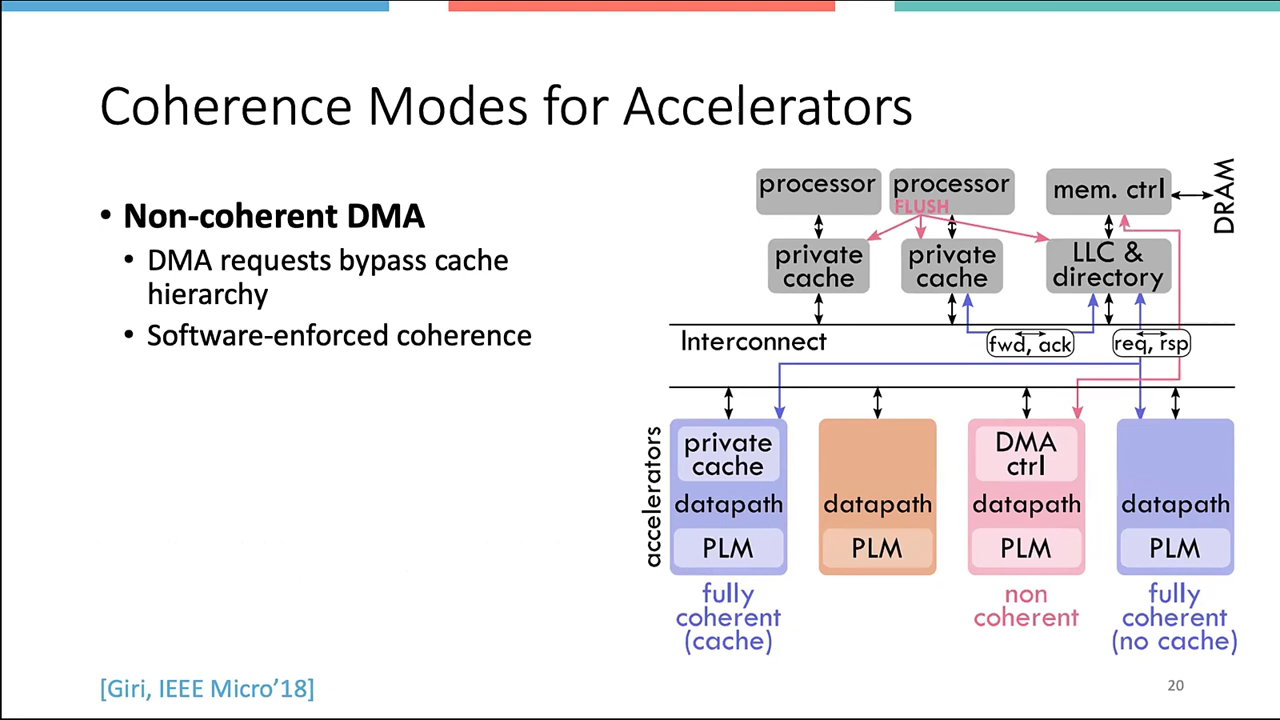 Coherence Modes for Accelerators
• Non-coherent DMA
• DMA requests bypass cache
hierarchy
• Software-enforced coherence
processor
processor
FLUSH
mem. ctrl
DRAM
private
cache
private
cache
LLC &
directory
Interconnect
fwd, ack
req, rsp
accelerators
private
cache
datapath
PLM
datapath
PLM
DMA
ctrl
datapath
PLM
datapath
PLM
fully
coherent
(cache)
non
coherent
fully
coherent
(no cache)
[Giri, IEEE Micro’18]
20